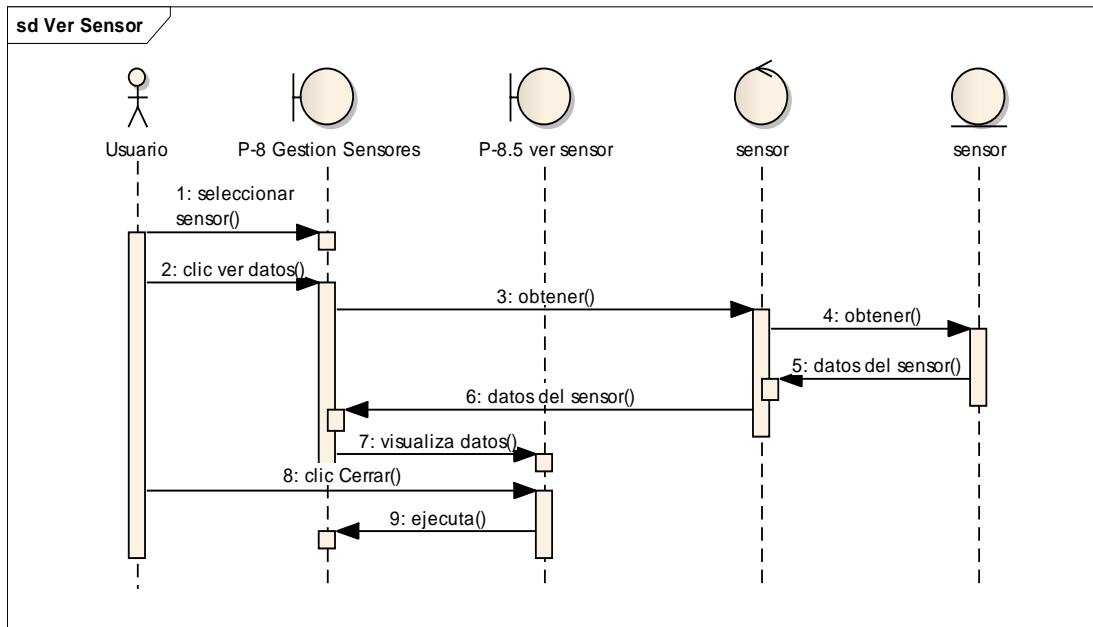 sd Ver Sensor
Usuario
P-8 Gestion Sensores
P-8.5 ver sensor
sensor
sensor
1: seleccionar
sensor()
2: clic ver datos()
3: obtener()
4: obtener()
5: datos del sensor()
6: datos del sensor()
7: visualiza datos()
8: clic Cerrar()
9: ejecuta()